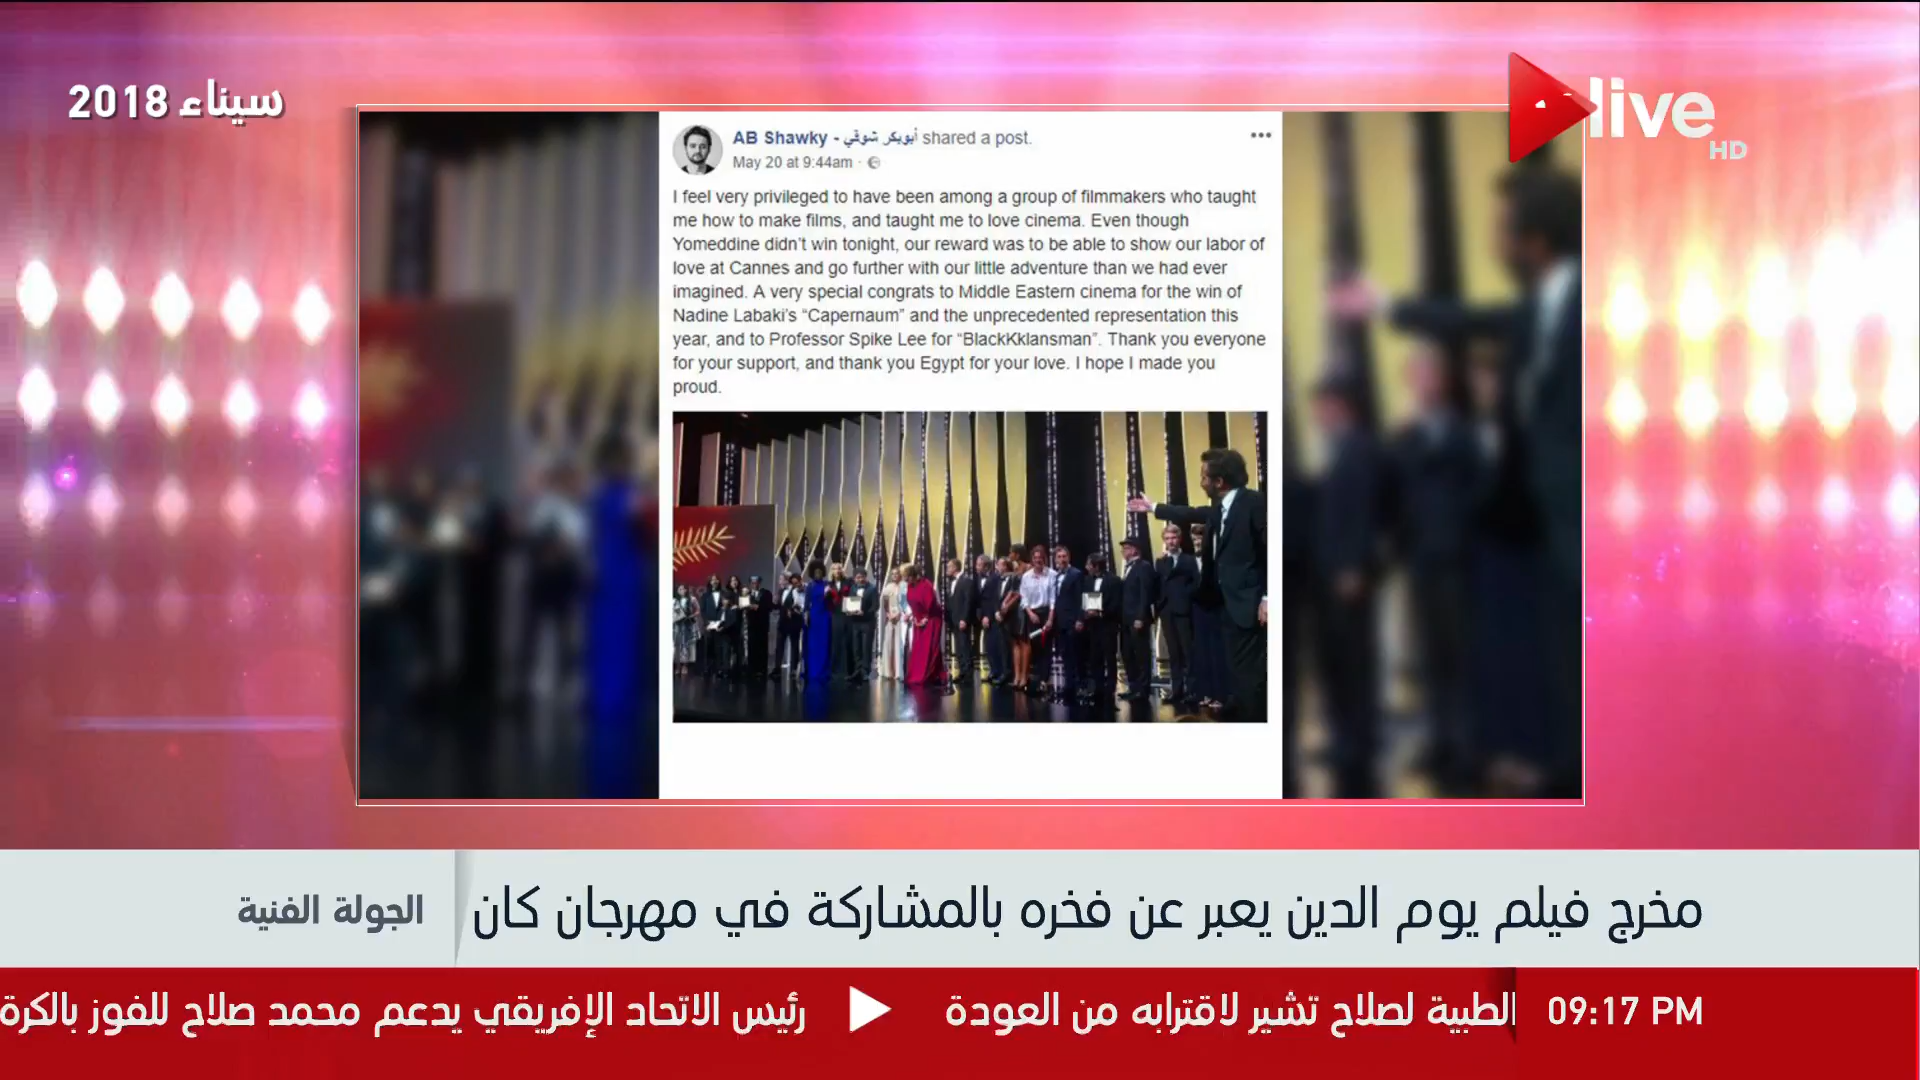 سيناء 2018
live
HD
AB Shawky - أبوبكر شوقي shared a post.
May 20 at 9:44am
I feel very privileged to have been among a group of filmmakers who taught
me how to make films, and taught me to love cinema. Even though
Yomeddine didn't win tonight, our reward was to be able to show our labor of
love at Cannes and go further with our little adventure than we had ever
imagined. A very special congrats to Middle Eastern cinema for the win of
Nadine Labaki's “Capernaum” and the unprecedented representation this
year, and to Professor Spike Lee for “BlackKklansman”. Thank you everyone
for your support, and thank you Egypt for your love. I hope I made you
proud.
مخرج فيلم يوم الدين يعبر عن فخره بالمشاركة في مهرجان كان
الجولة الفنية
09:17 PM
الطبية لصلاح تشير لاقترابه من العودة
رئيس الاتحاد الإفريقي يدعم محمد صلاح للفوز بالكرة